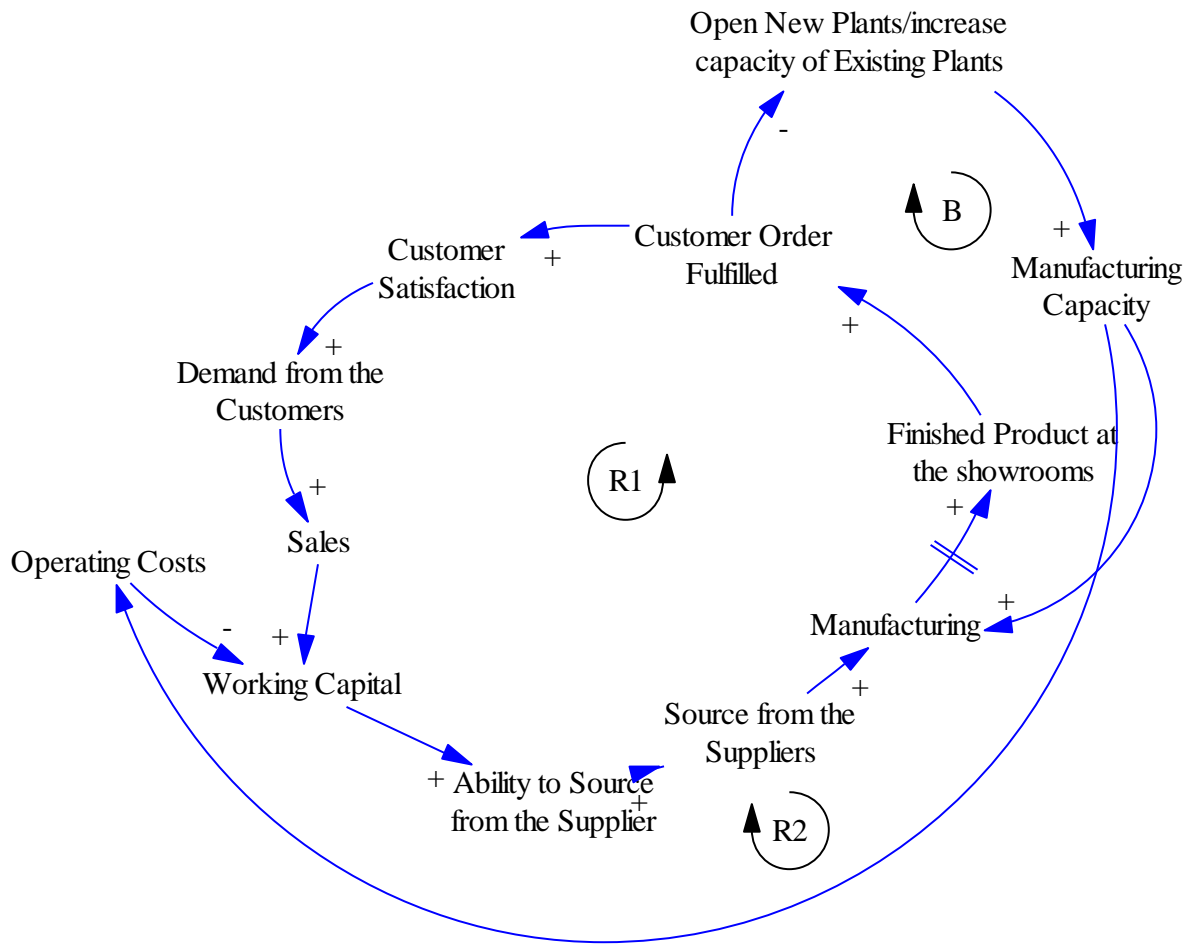 Open New Plants/increase
capacity of Existing Plants
-
B
+
Manufacturing
Capacity
Customer Order
Fulfilled
+
Customer
Satisfaction
+
+
Demand from the
Customers
Finished Product at
the showrooms
R1
+
+
Sales
Operating Costs
-
+
+
Manufacturing
Working Capital
+
Source from the
Suppliers
+
Ability to Source
from the Supplier
+
R2